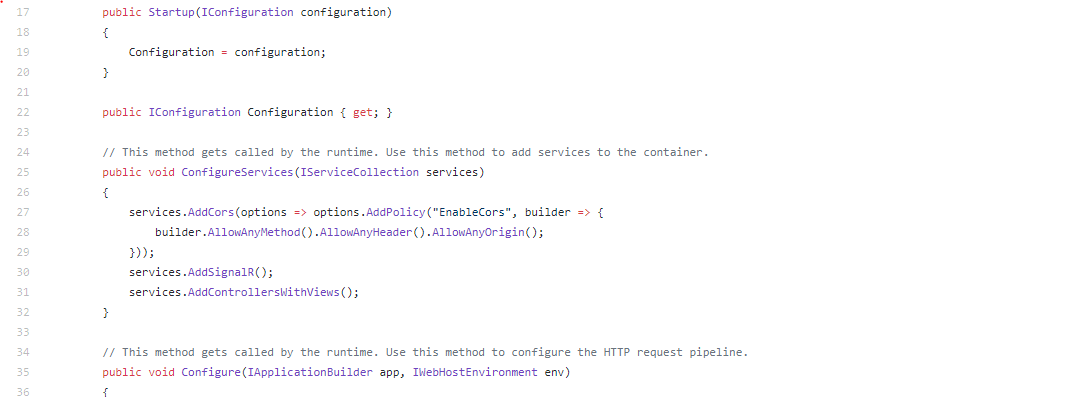 17 public Startup(IConfiguration configuration)
18 {
19 Configuration = configuration;
20 }
21
22 public IConfiguration Configuration { get; }
23
24 // This method gets called by the runtime. Use this method to add services to the container.
25 public void ConfigureServices(IServiceCollection services)
26 {
27 services.AddCors(options => options.AddPolicy("EnableCors", builder => {
28 builder.AllowAnyMethod().AllowAnyHeader().AllowAnyOrigin();
29 }));
30 services.AddSignalR();
31 services.AddControllersWithViews();
32 }
33
34 // This method gets called by the runtime. Use this method to configure the HTTP request pipeline.
35 public void Configure(IApplicationBuilder app, IWebHostEnvironment env)
36 {